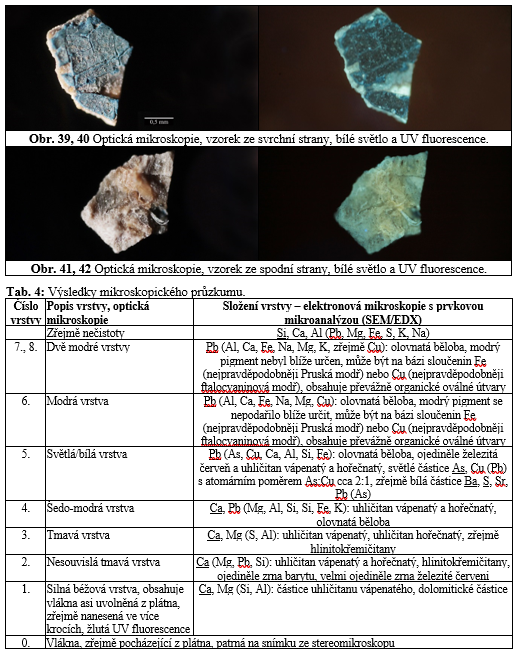 0,5 mm
Obr. 39, 40 Optická mikroskopie, vzorek ze svrchní strany, bílé světlo a UV fluorescence.
Obr. 41, 42 Optická mikroskopie, vzorek ze spodní strany, bílé světlo a UV fluorescence.
Tab. 4: Výsledky mikroskopického průzkumu.
Číslo vrstvy
Popis vrstvy, optická mikroskopie
Složení vrstvy – elektronová mikroskopie s prvkovou
mikroanalýzou (SEM/EDX)
Zřejmě nečistoty
Si, Ca, Al (Pb, Mg, Fe, S, K, Na)
7., 8.
Dvě modré vrstvy
Pb (Al, Ca, Fe, Na, Mg, K, zřejmě Cu): olovnatá běloba, modrý
pigment nebyl blíže určen, může být na bázi sloučenin Fe
(nejpravděpodobněji Pruská modř) nebo Cu (nejpravděpodobněji
ftalocyaninová modř), obsahuje převážně organické oválné útvary
6.
Modrá vrstva
Pb (Al, Ca, Fe, Na, Mg, Cu): olovnatá běloba, modrý pigment se
nepodařilo blíže určit, může být na bázi sloučenin Fe
(nejpravděpodobněji Pruská modř) nebo Cu (nejpravděpodobněji
ftalocyaninová modř), obsahuje převážně organické oválné útvary
5.
Světlá/bílá vrstva
Pb (As, Cu, Ca, Al, Si, Fe): olovnatá běloba, ojediněle železitá
červeň a uhličitan vápenatý a hořečnatý, světlé částice As, Cu (Pb)
s atomárním poměrem As:Cu cca 2:1, zřejmě bílá částice Ba, S, Sr,
Pb (As)
4.
Šedo-modrá vrstva
Ca, Pb (Mg, Al, Si, Si, Fe, K): uhličitan vápenatý a hořečnatý,
olovnatá běloba
3.
Tmavá vrstva
Ca, Mg (S, Al): uhličitan vápenatý, uhličitan hořečnatý, zřejmě
hlinitokřemičitany
2.
Nesouvislá tmavá vrstva
Ca (Mg, Pb, Si): uhličitan vápenatý a hořečnatý, hlinitokřemičitany,
ojediněle zrna barytu, velmi ojediněle zrna železité červeni
1.
Silná béžová vrstva, obsahuje
vlákna asi uvolněná z plátna,
zřejmě nanesená ve více
krocích, žlutá UV fluorescence
Ca, Mg (Si, Al): částice uhličitanu vápenatého, dolomitické částice
0.
Vlákna, zřejmě pocházející z plátna, patrná na snímku ze stereomikroskopu